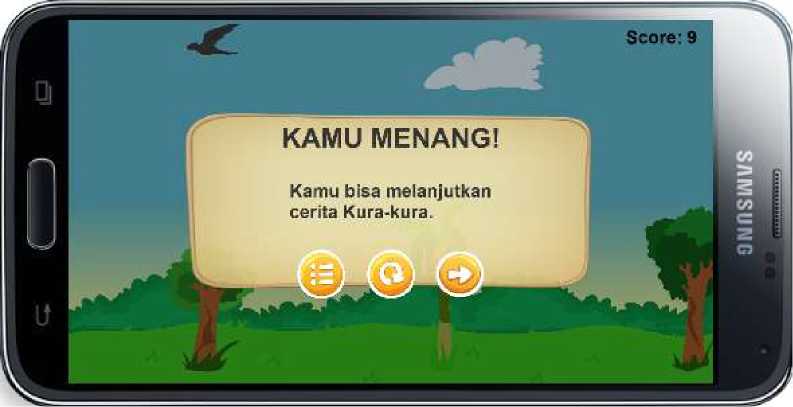 Score: 9
KAMU MENANG!
Kamu bisa melanjutkan
cerita Kura-kura.
SAMSUNG